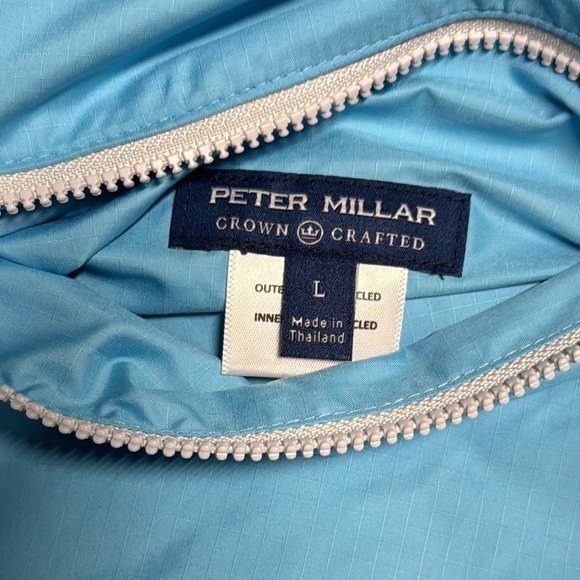 PETER MILLAR
CROWN CRAFTED
L
Made in
Thailand
OUTE CLED
INNE CLED